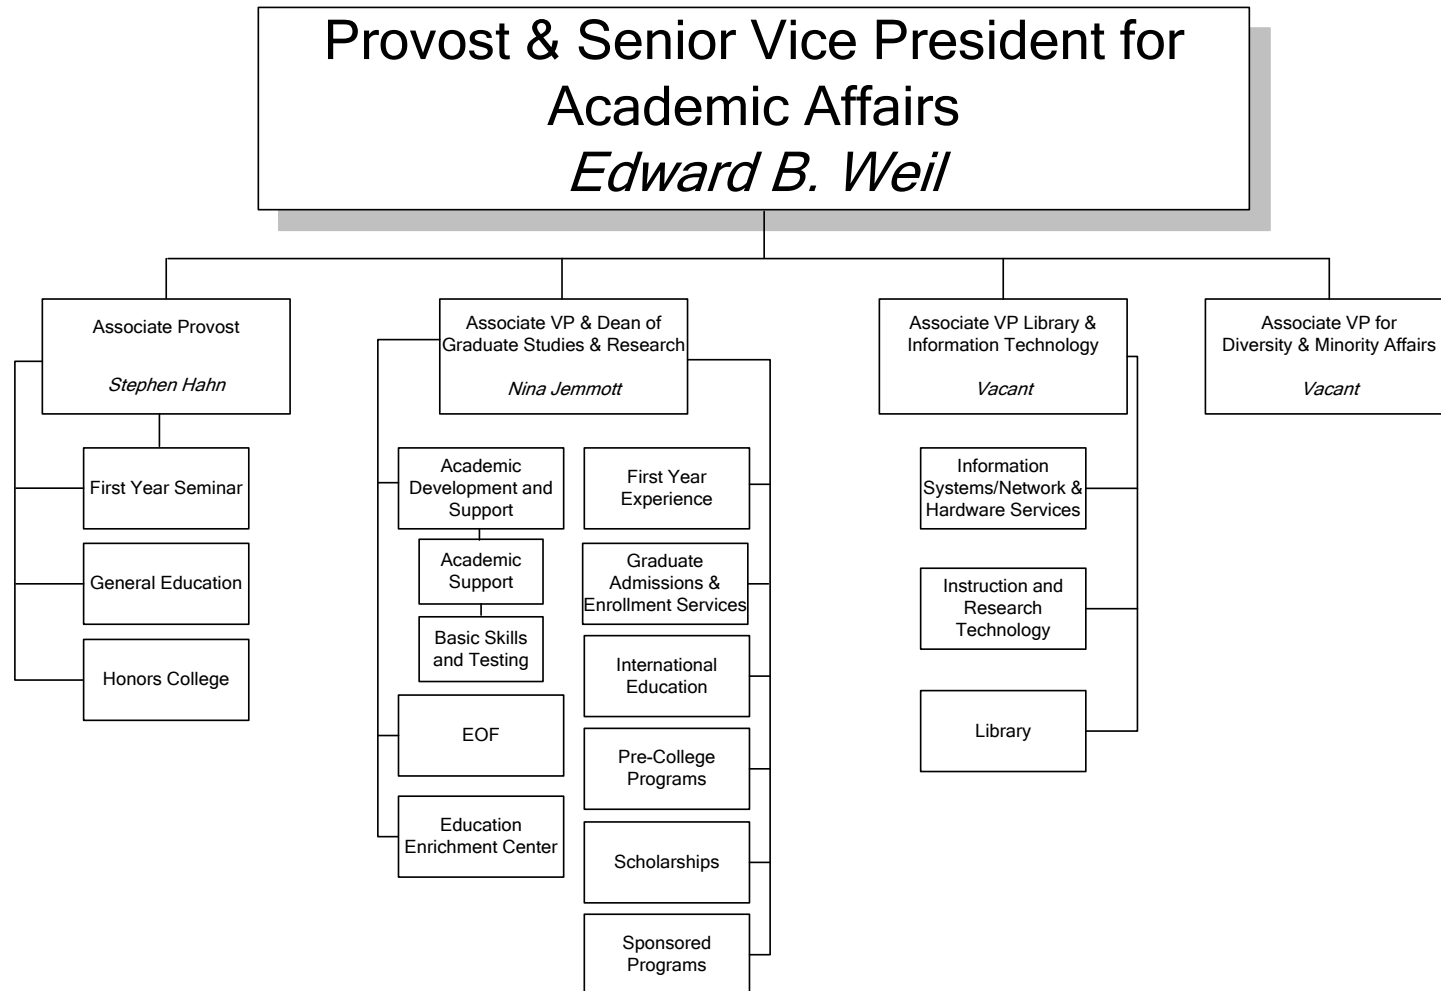 Provost & Senior Vice President for
Academic Affairs
Edward B. Weil
Associate Provost
Stephen Hahn
First Year Seminar
General Education
Honors College
Associate VP & Dean of
Graduate Studies & Research
Nina Jemmott
Academic
Development and
Support
Academic
Support
Basic Skills
and Testing
EOF
Education
Enrichment Center
First Year
Experience
Graduate
Admissions &
Enrollment Services
International
Education
Pre-College
Programs
Scholarships
Sponsored
Programs
Associate VP Library &
Information Technology
Vacant
Information
Systems/Network &
Hardware Services
Instruction and
Research
Technology
Library
Associate VP for
Diversity & Minority Affairs
Vacant